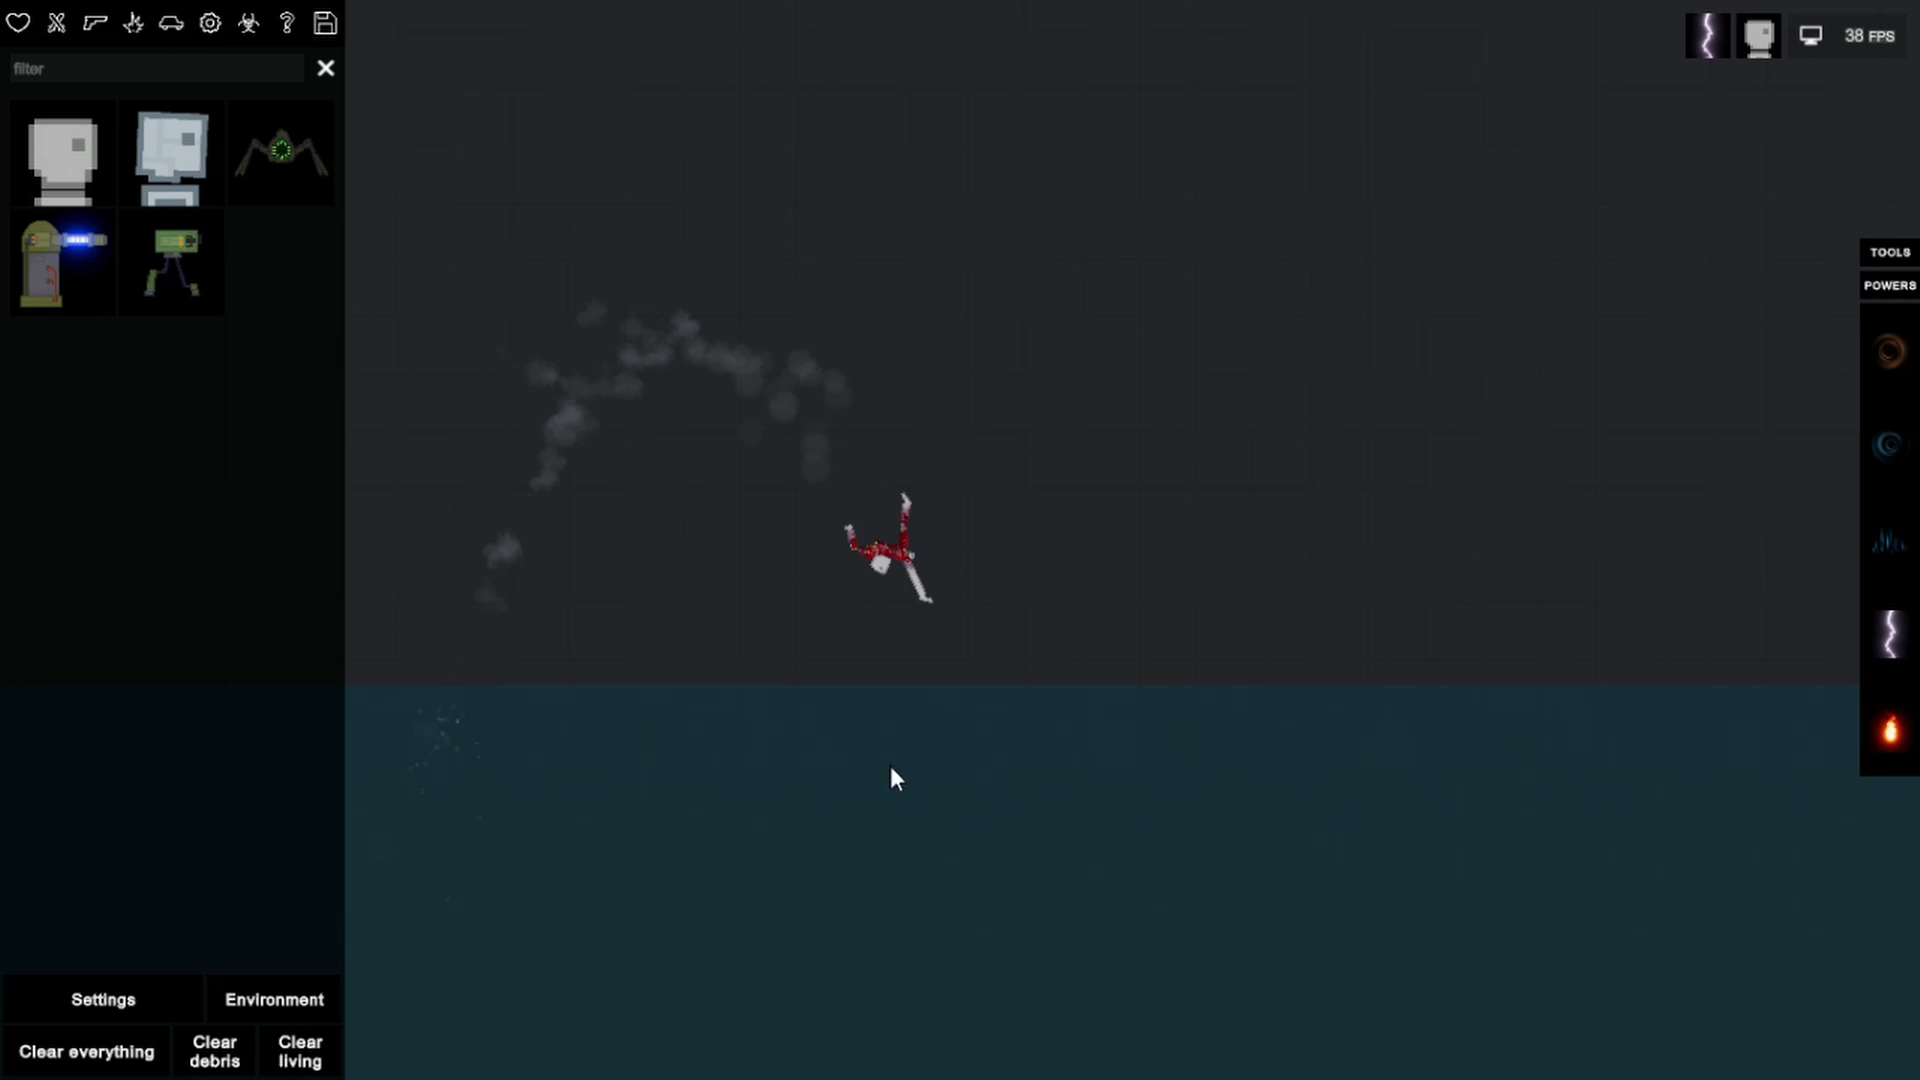 38 FPS
filter
TOOLS
POWERS
Settings
Environment
Clear everything
Clear
debris
Clear
living